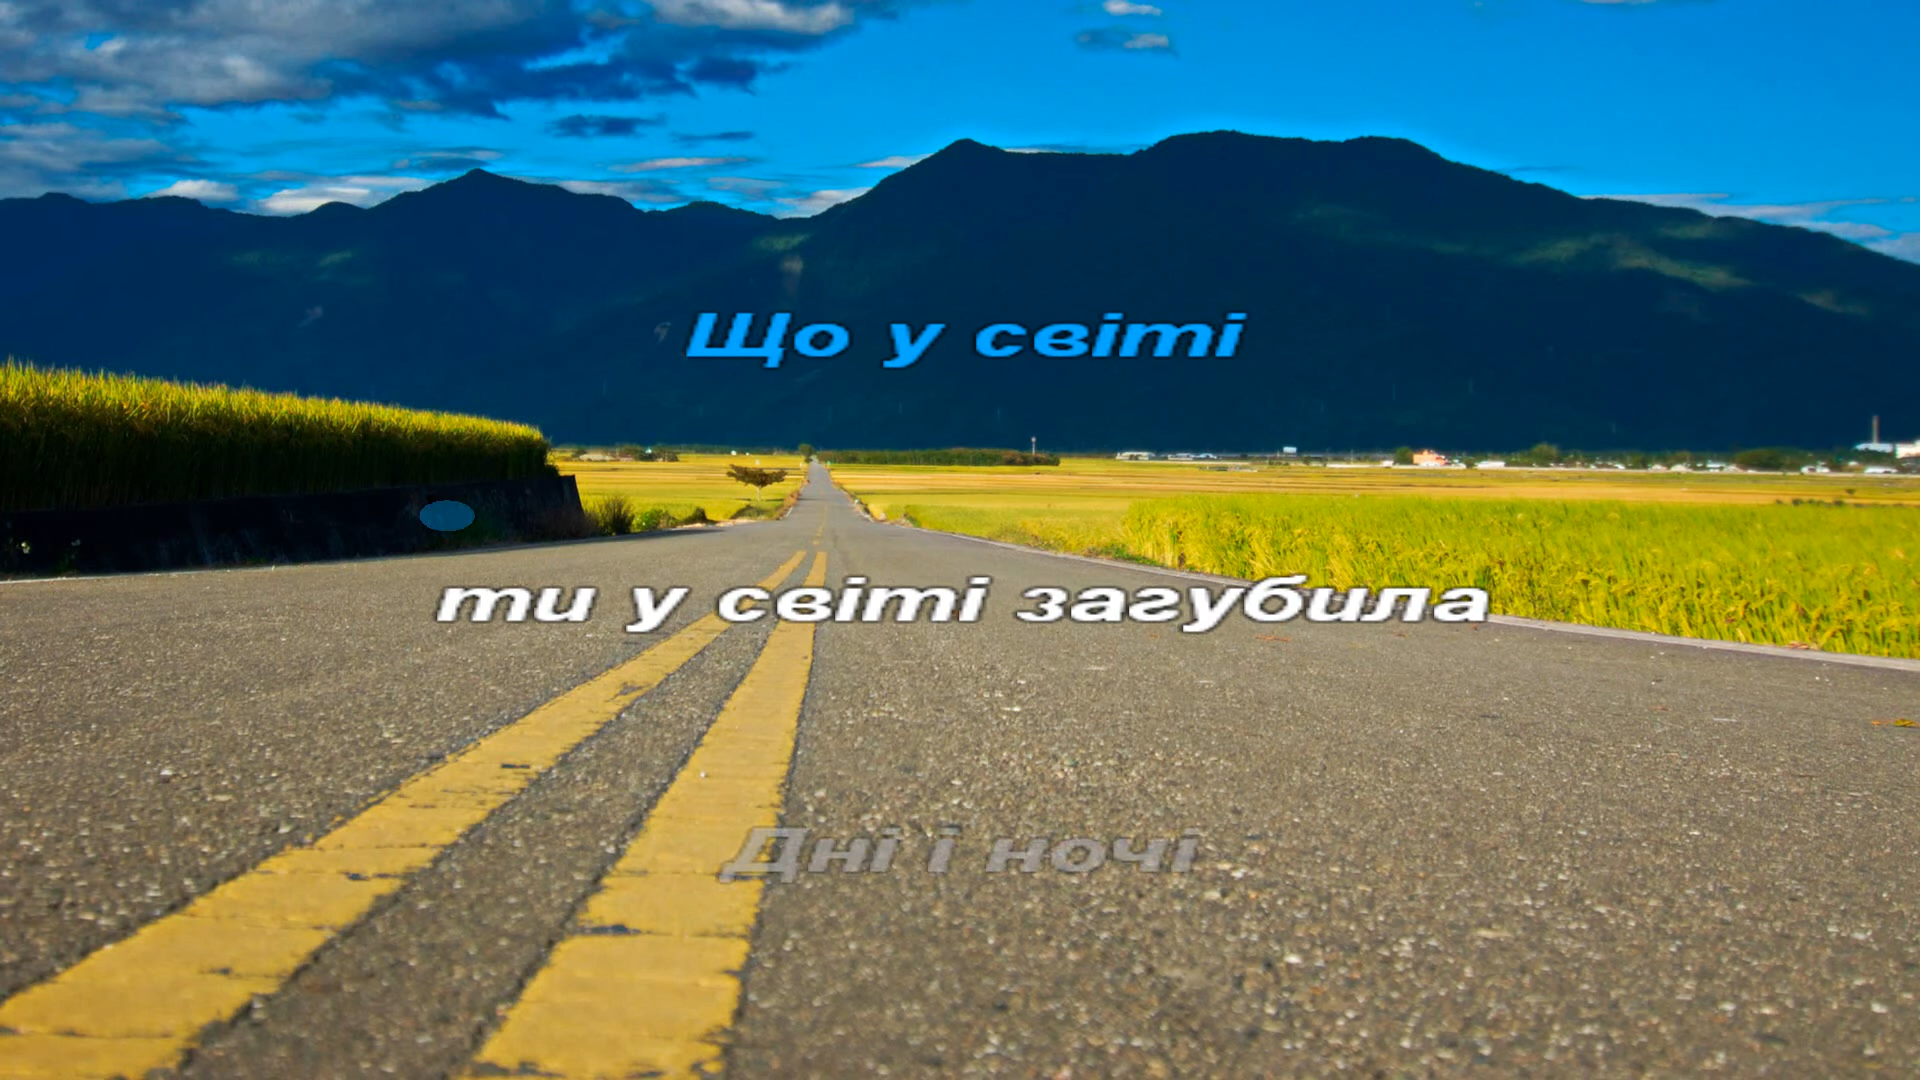 Що у світі
ти у світі загубила
Дні і ночі